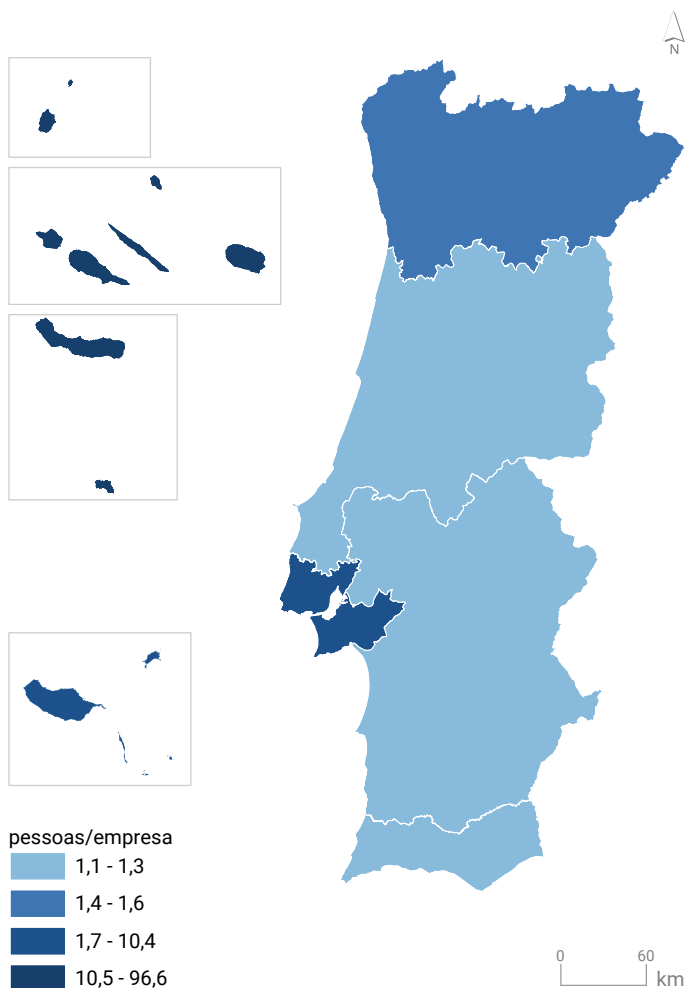 N
pessoas/empresa
1,1 - 1,3
1,4 - 1,6
1,7 - 10,4
10,5 - 96,6
0 60
km